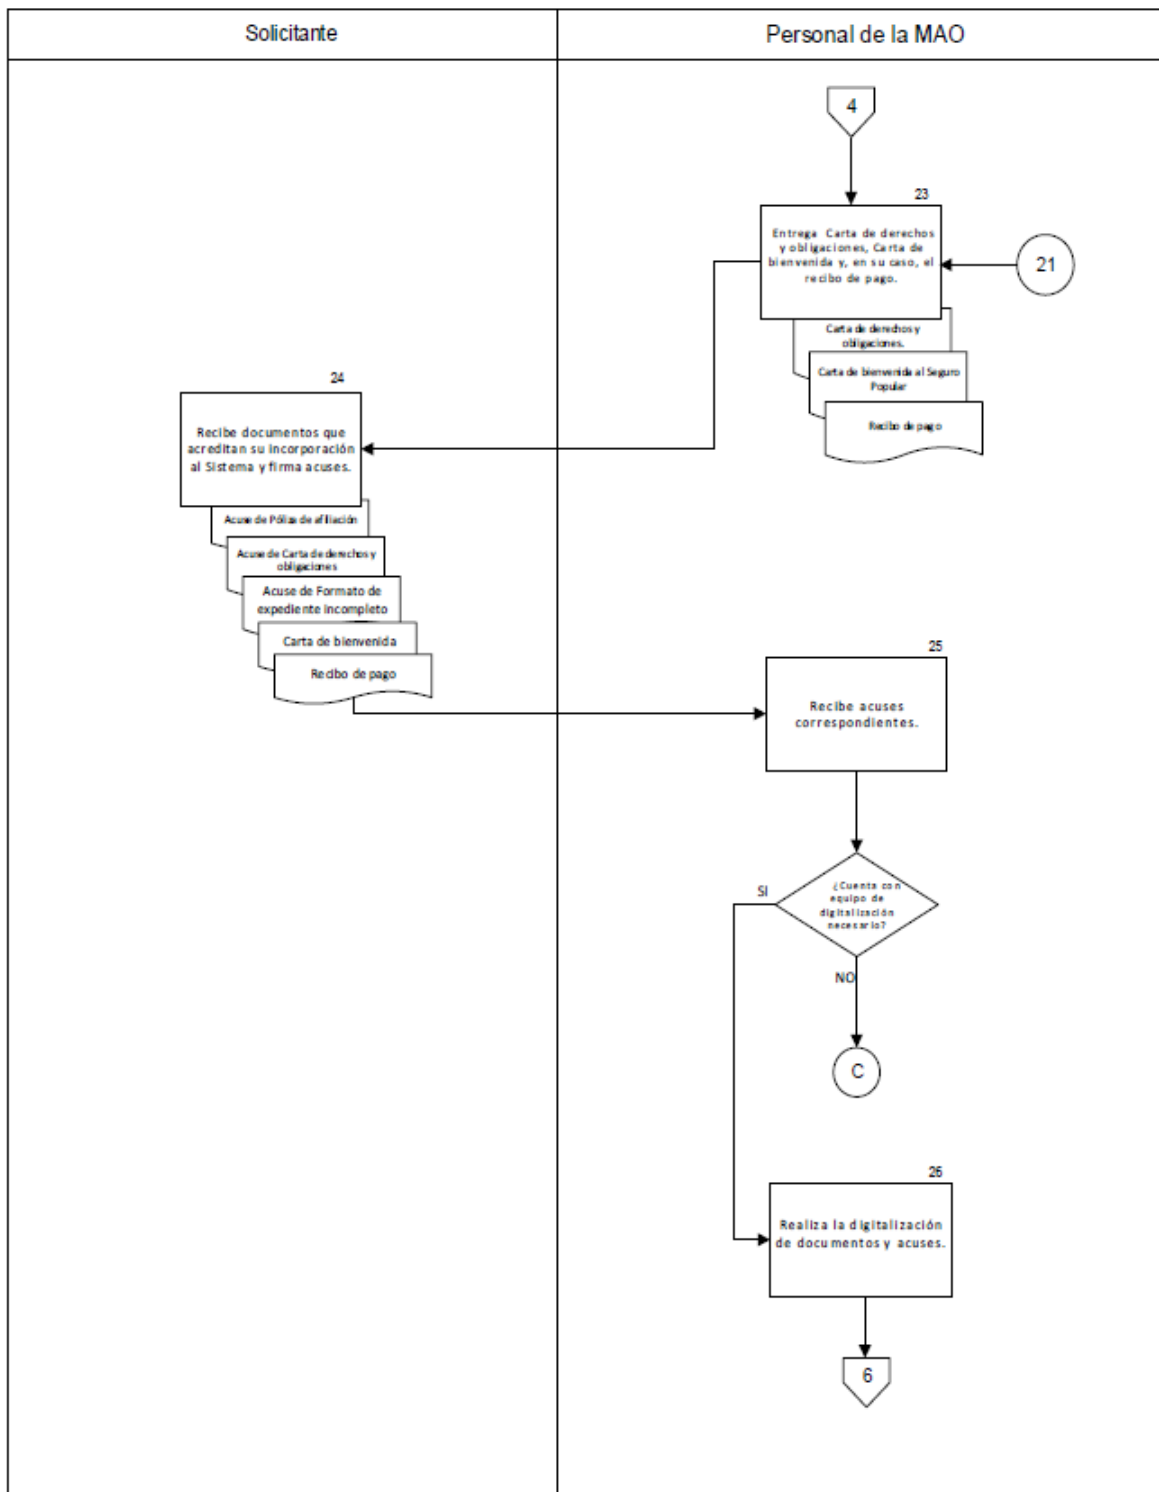 Solicitante
Personal de la MAO
4
23
Entrega Carta de derechos
y obligaciones, Carta de
bienvenida y, en su caso, el
recibo de pago.
21
Carta de derechos y
obligaciones.
Carta de bienvenida al Seguro
Popular
Recibo de pago
24
Recibe documentos que
acreditan su incorporación
al Sistema y firma acuses.
Acuse de Póliza de afiliación
Acuse de Carta de derechos y
obligaciones
Acuse de Formato de
expediente incompleto
Carta de bienvenida
Recibo de pago
25
Recibe acuses
correspondientes.
¿Cuenta con
equipo de
digitalización
necesario?
SI
NO
C
26
Realiza la digitalización
de documentos y acuses.
6